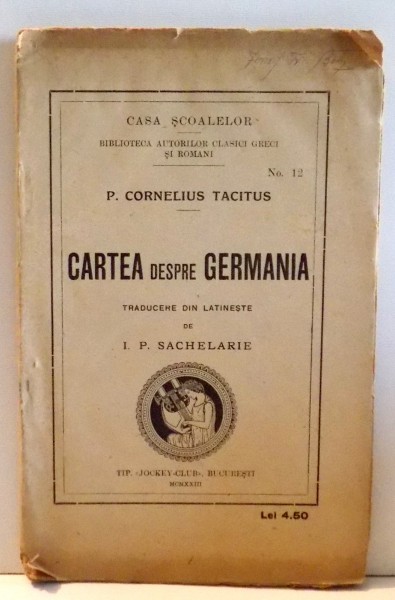 CASA ȘCOALELOR
BIBLIOTECA AUTORILOR CLASICI GRECI
ȘI ROMANI
No. 12
P. CORNELIUS TACITUS
CARTEA DESPRE GERMANIA
TRADUCERE DIN LATINEȘTE
DE
I. P. SACHELARIE
TIP. «JOCKEY-CLUB», BUCUREȘTI
MCMXXIII
Lei 4.50